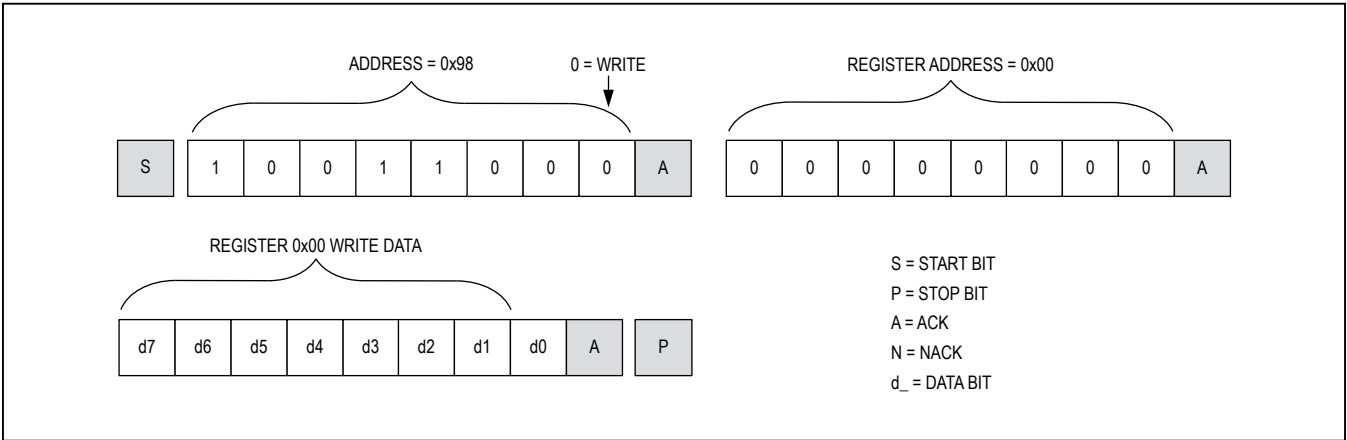 ADDRESS = 0x98 0 = WRITE REGISTER ADDRESS = 0x00
S 1 0 0 1 1 0 0 0 A 0 0 0 0 0 0 0 0 A
REGISTER 0x00 WRITE DATA
d7 d6 d5 d4 d3 d2 d1 d0 A P
S = START BIT
P = STOP BIT
A = ACK
N = NACK
d_ = DATA BIT